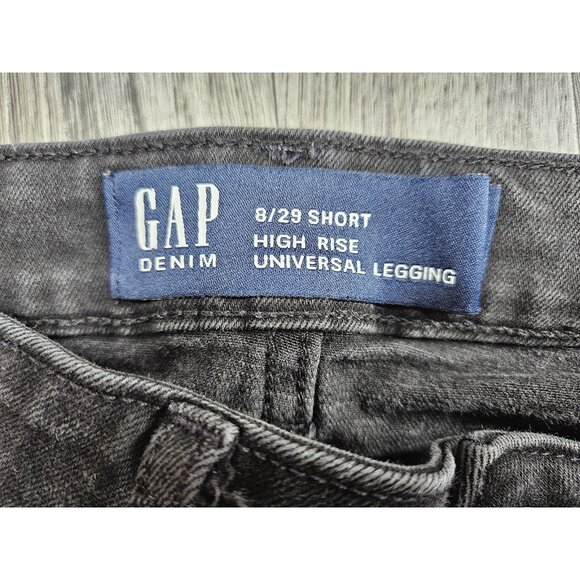 GAP
DENIM
8/29 SHORT
HIGH RISE
UNIVERSAL LEGGING